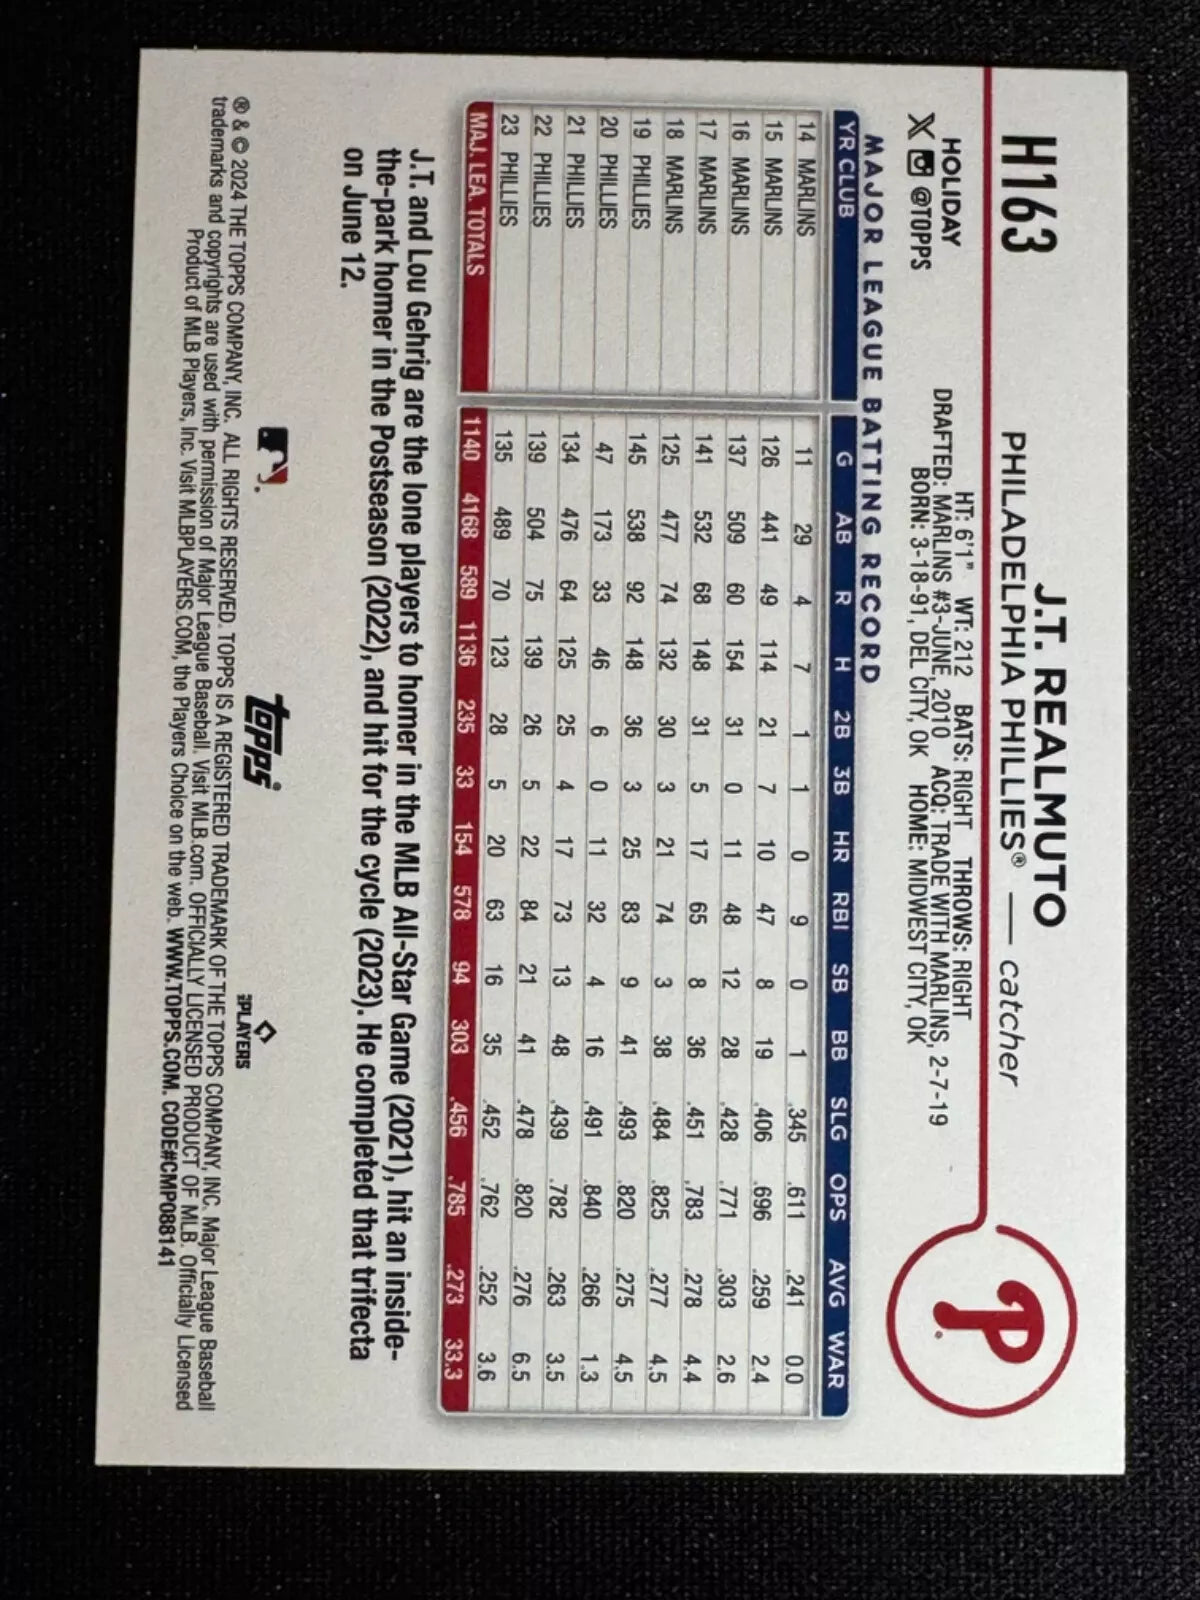 H163
J.T. REALMUTO
PHILADELPHIA PHILLIES® — catcher
HOLIDAY
X @TOPPS
HT: 6'1" WT: 212 BATS: RIGHT THROWS: RIGHT
DRAFTED: MARLINS #3-JUNE, 2010 ACQ: TRADE WITH MARLINS, 2-7-19
BORN: 3-18-91, DEL CITY, OK HOME: MIDWEST CITY, OK
P
MAJOR LEAGUE BATTING RECORD
YR CLUB G AB R H 2B 3B HR RBI SB BB SLG OPS AVG WAR
14 MARLINS 11 29 4 7 1 1 0 9 0 1 .345 .611 .241 0.0
15 MARLINS 126 441 49 114 21 7 10 47 8 19 .406 .696 .259 2.4
16 MARLINS 137 509 60 154 31 0 11 48 12 28 .428 .771 .303 2.6
17 MARLINS 141 532 68 148 31 5 17 65 8 36 .451 .783 .278 4.4
18 MARLINS 125 477 74 132 30 3 21 74 3 38 .484 .825 .277 4.5
19 PHILLIES 145 538 92 148 36 3 25 83 9 41 .493 .820 .275 4.5
20 PHILLIES 47 173 33 46 6 0 11 32 4 16 .491 .840 .266 1.3
21 PHILLIES 134 476 64 125 25 4 17 73 13 48 .439 .782 .263 3.5
22 PHILLIES 139 504 75 139 26 5 22 84 21 41 .478 .820 .276 6.5
23 PHILLIES 135 489 70 123 28 5 20 63 16 35 .452 .762 .252 3.6
MAJ. LEA. TOTALS 1140 4168 589 1136 235 33 154 578 94 303 .456 .785 .273 33.3
J.T. and Lou Gehrig are the lone players to homer in the MLB All-Star Game (2021), hit an inside-
the-park homer in the Postseason (2022), and hit for the cycle (2023). He completed that trifecta
on June 12.
topps
PLAYERS
® & © 2024 THE TOPPS COMPANY, INC. ALL RIGHTS RESERVED. TOPPS IS A REGISTERED TRADEMARK OF THE TOPPS COMPANY, INC. Major League Baseball
trademarks and copyrights are used with permission of Major League Baseball. Visit MLB.com. OFFICIALLY LICENSED PRODUCT OF MLB. Officially Licensed
Product of MLB Players, Inc. Visit MLBPLAYERS.COM, the Players Choice on the web. WWW.TOPPS.COM. CODE#CMP088141